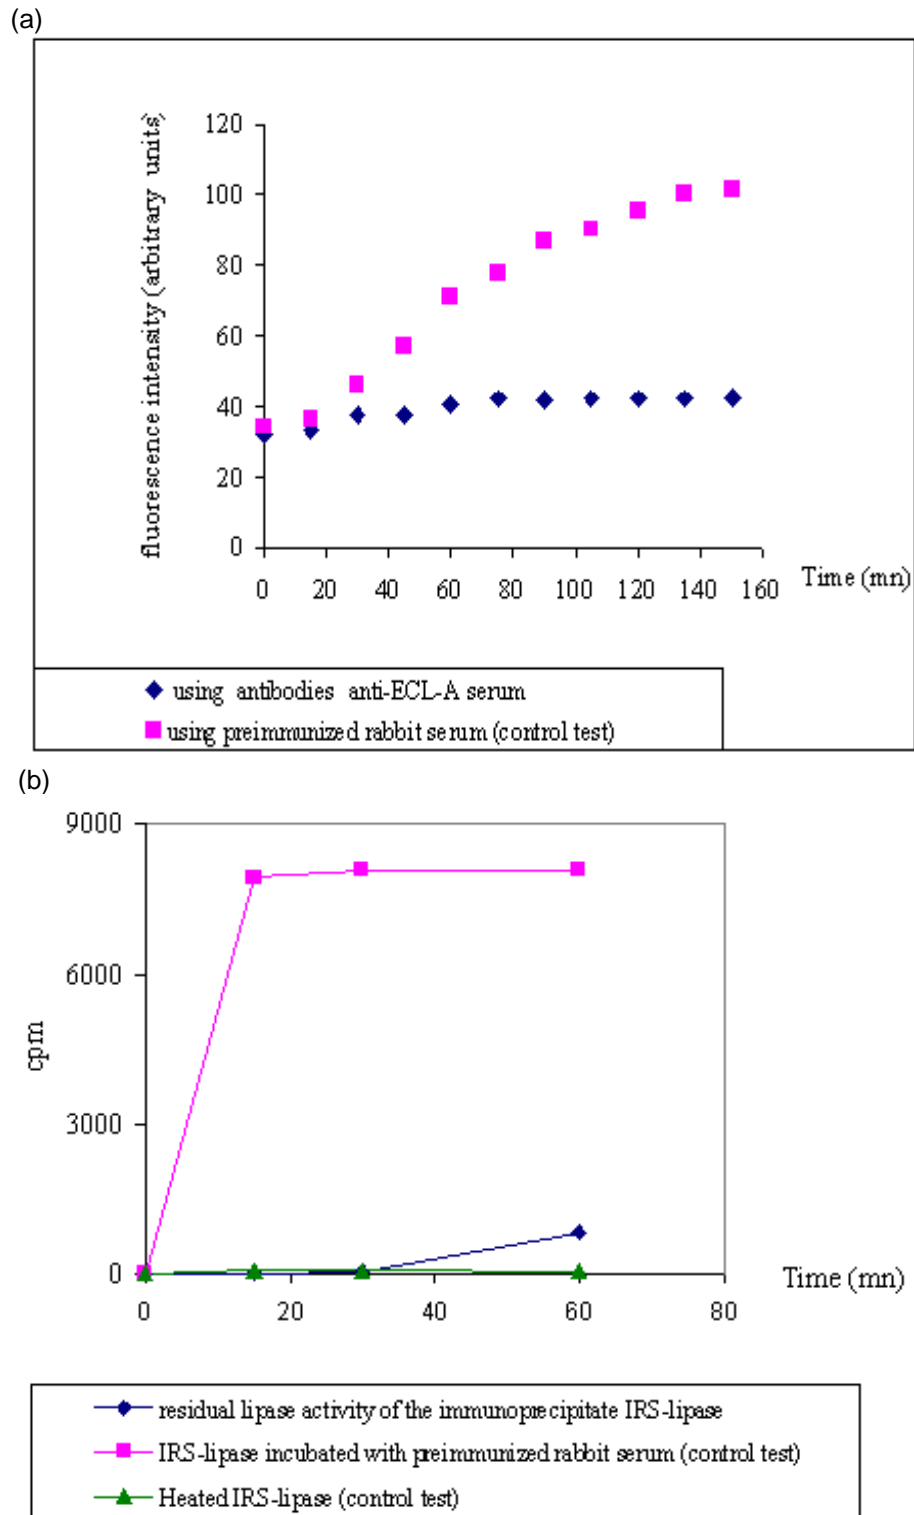 (a)
fluorescence intensity (arbitrary units)
120
100
80
60
40
20
0
0 20 40 60 80 100 120 140 160
Time (mn)
using antibodies anti-ECL-A serum
using preimmunized rabbit serum (control test)
(b)
cpm
9000
6000
3000
0
0 20 40 60 80
Time (mn)
residual lipase activity of the immunoprecipitate IRS-lipase
IRS-lipase incubated with preimmunized rabbit serum (control test)
Heated IRS-lipase (control test)